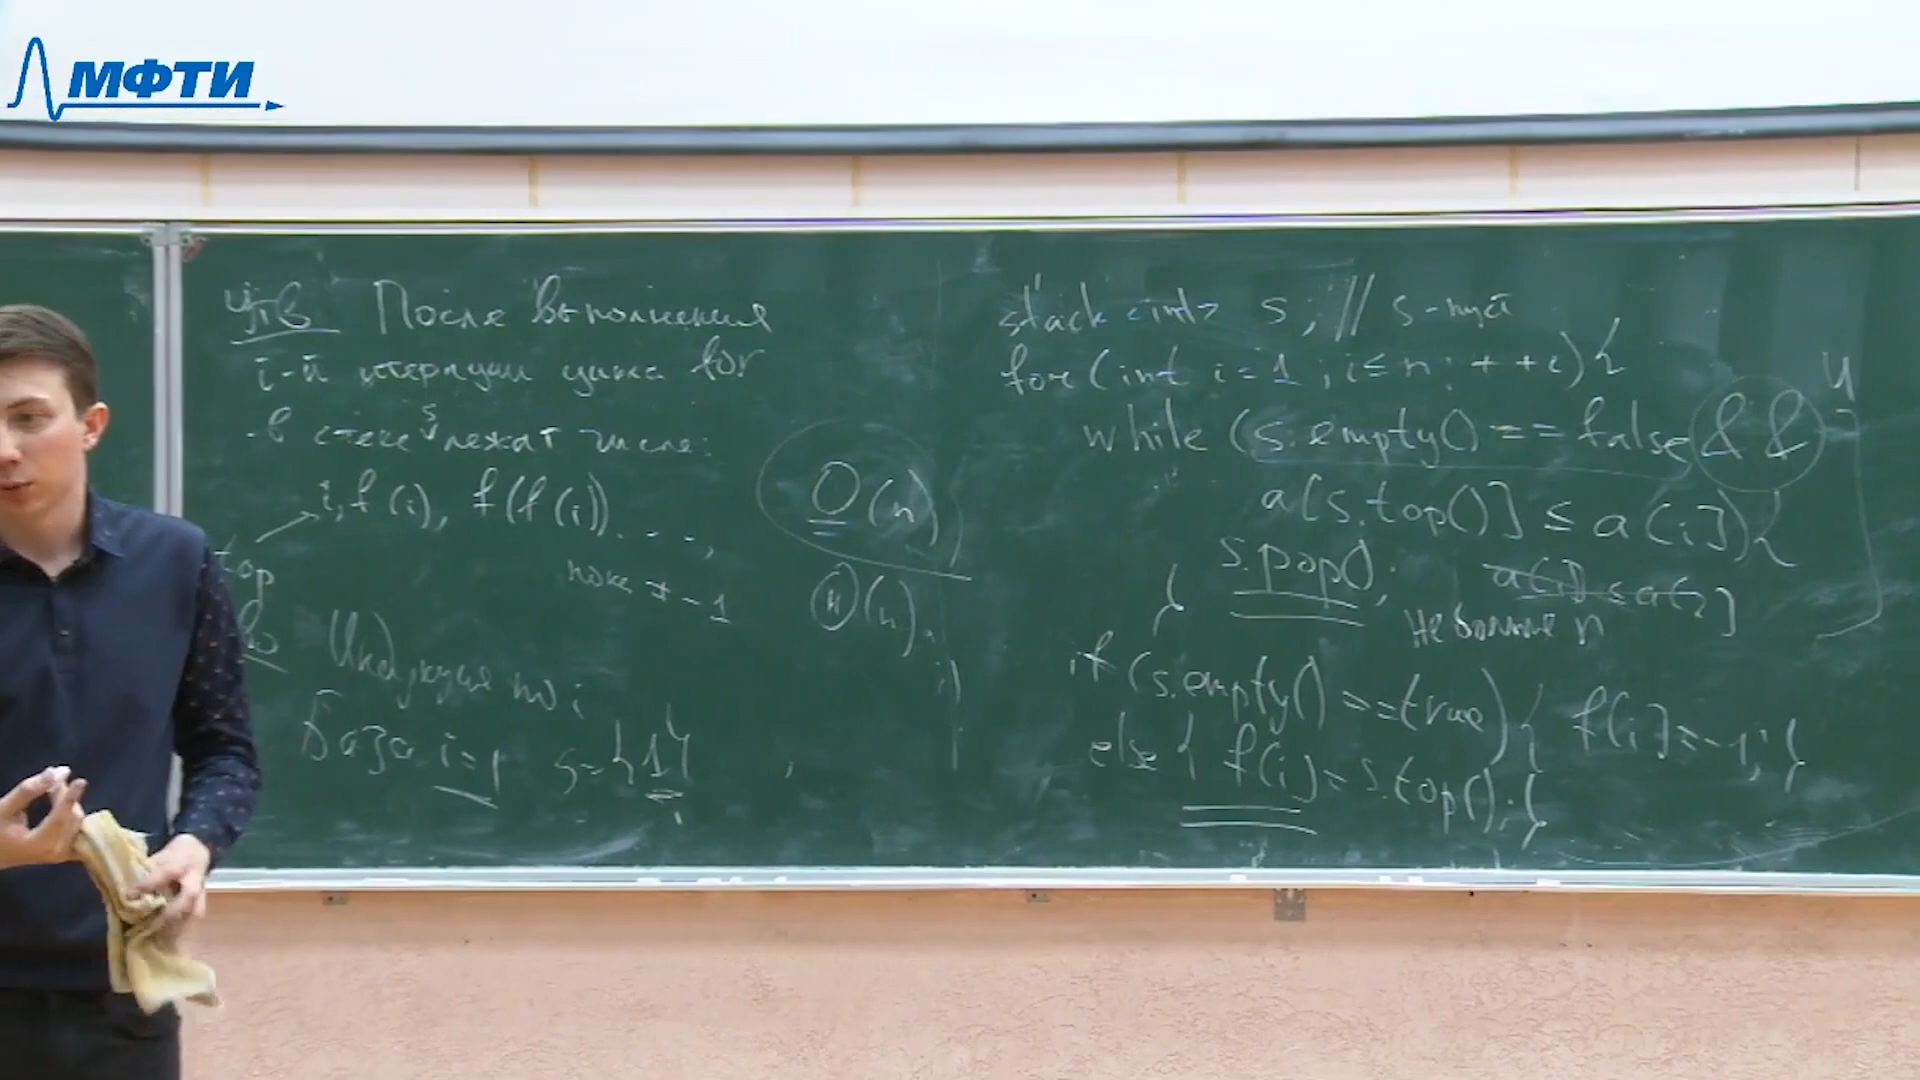 МФТИ
Утв После выполнения
i-й итерации цикла for
в стеке s лежат числа:
i, f(i), f(f(i)) ...,
top
пока ≠ -1
O(n)
Θ(n)
Индукция по i
База i=1 s={1}
stack<int> s; // s-пуст
for(int i=1; i≤n; ++i){
while (s.empty() == false &&
a[s.top()] ≤ a[i]){
s.pop();
}
Не больше n
if (s.empty() == true){ f[i]=-1; }
else { f[i]=s.top(); }